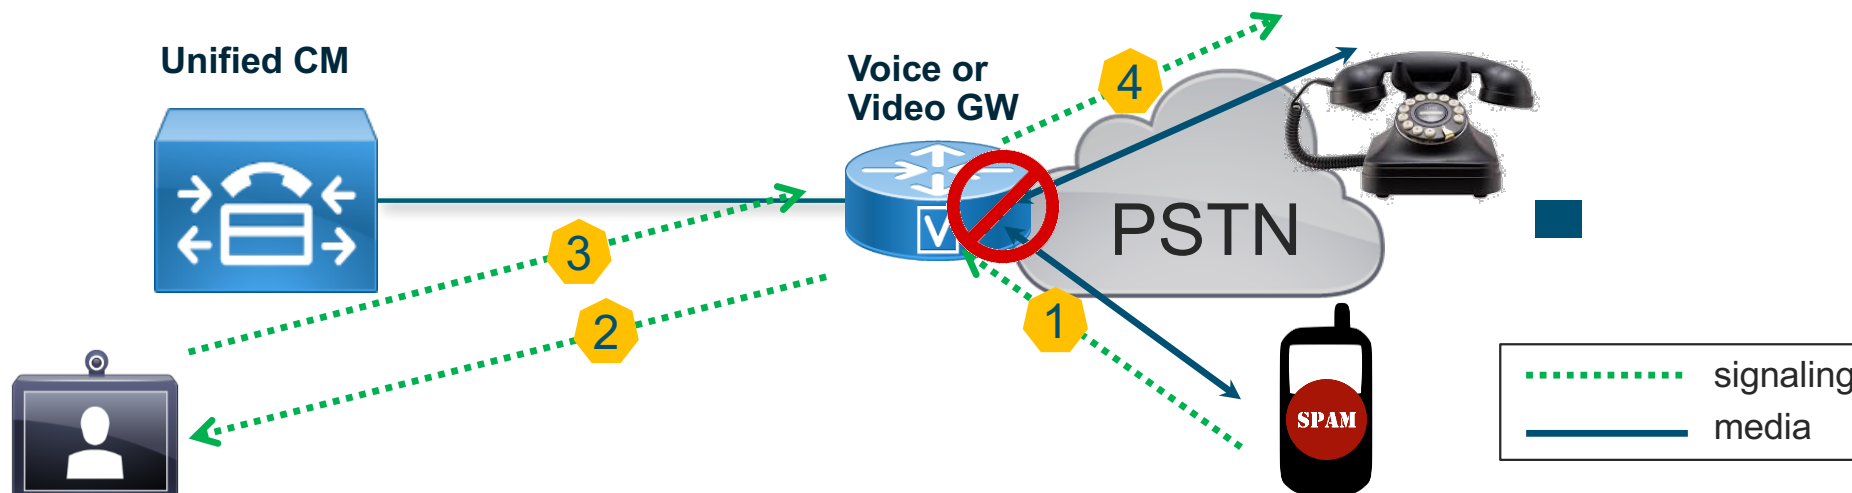 Unified CM
Voice or
Video GW
4
3
2
1
V
PSTN
SPAM
signaling
media